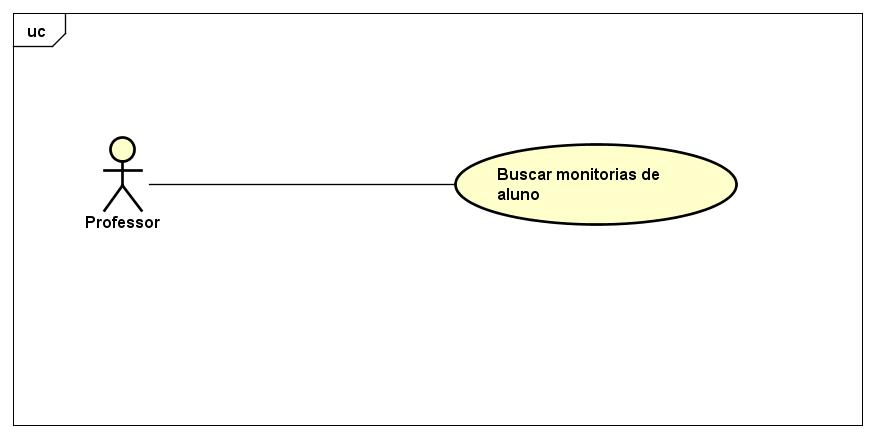 uc
Buscar monitorias de
aluno
Professor